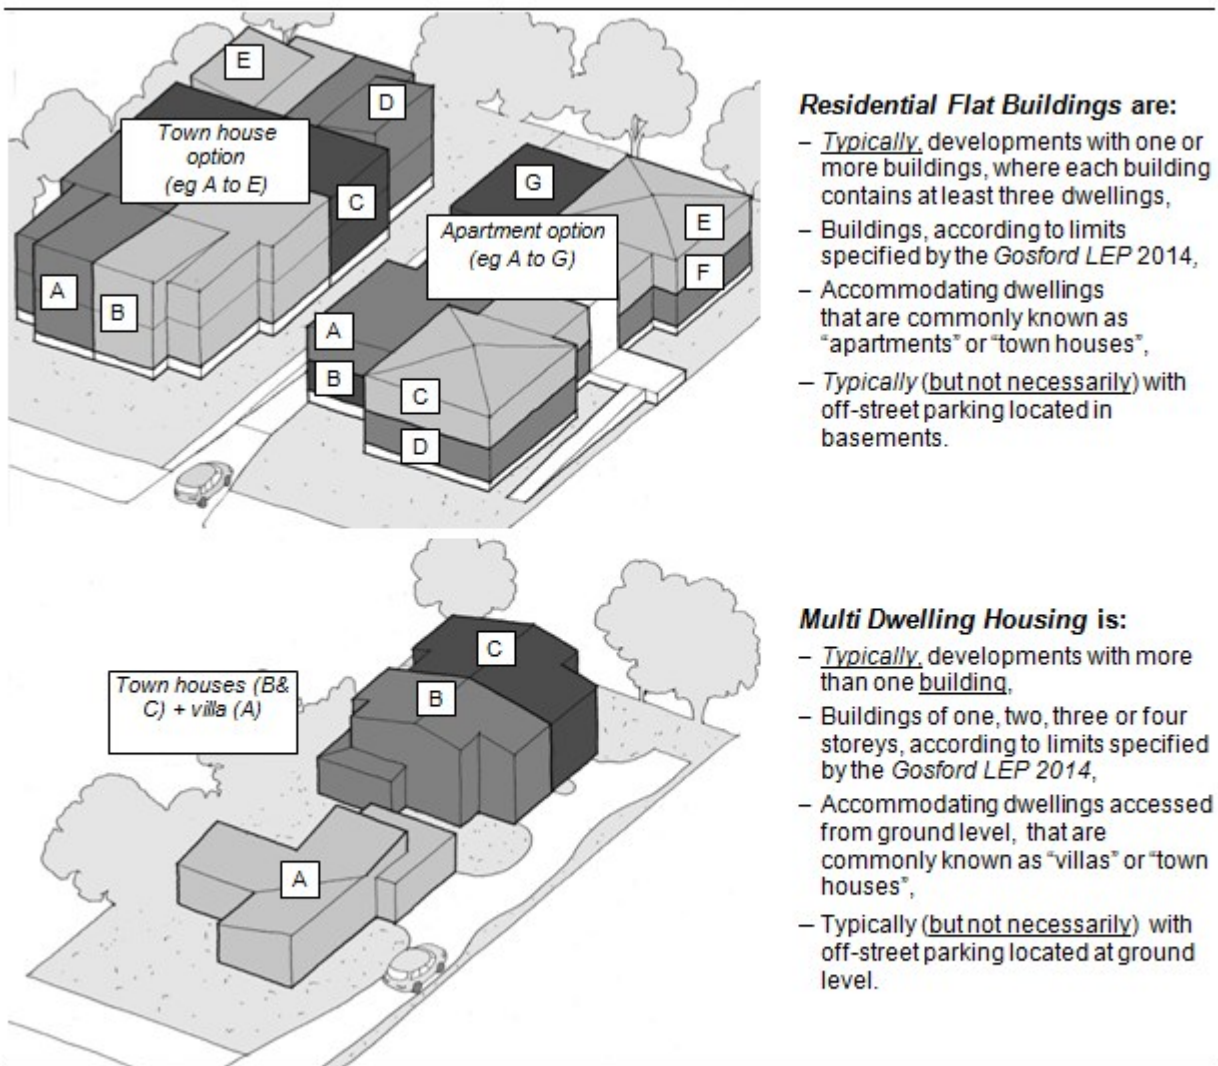 E
D
Town house
option
(eg A to E)
C
A
B
G
E
F
Apartment option
(eg A to G)
A
B
C
D
Residential Flat Buildings are:
– Typically, developments with one or
more buildings, where each building
contains at least three dwellings,
– Buildings, according to limits
specified by the Gosford LEP 2014,
– Accommodating dwellings
that are commonly known as
“apartments” or “town houses”,
– Typically (but not necessarily) with
off-street parking located in
basements.
Town houses (B&
C) + villa (A)
C
B
A
Multi Dwelling Housing is:
– Typically, developments with more
than one building,
– Buildings of one, two, three or four
storeys, according to limits specified
by the Gosford LEP 2014,
– Accommodating dwellings accessed
from ground level, that are
commonly known as “villas” or “town
houses”,
– Typically (but not necessarily) with
off-street parking located at ground
level.